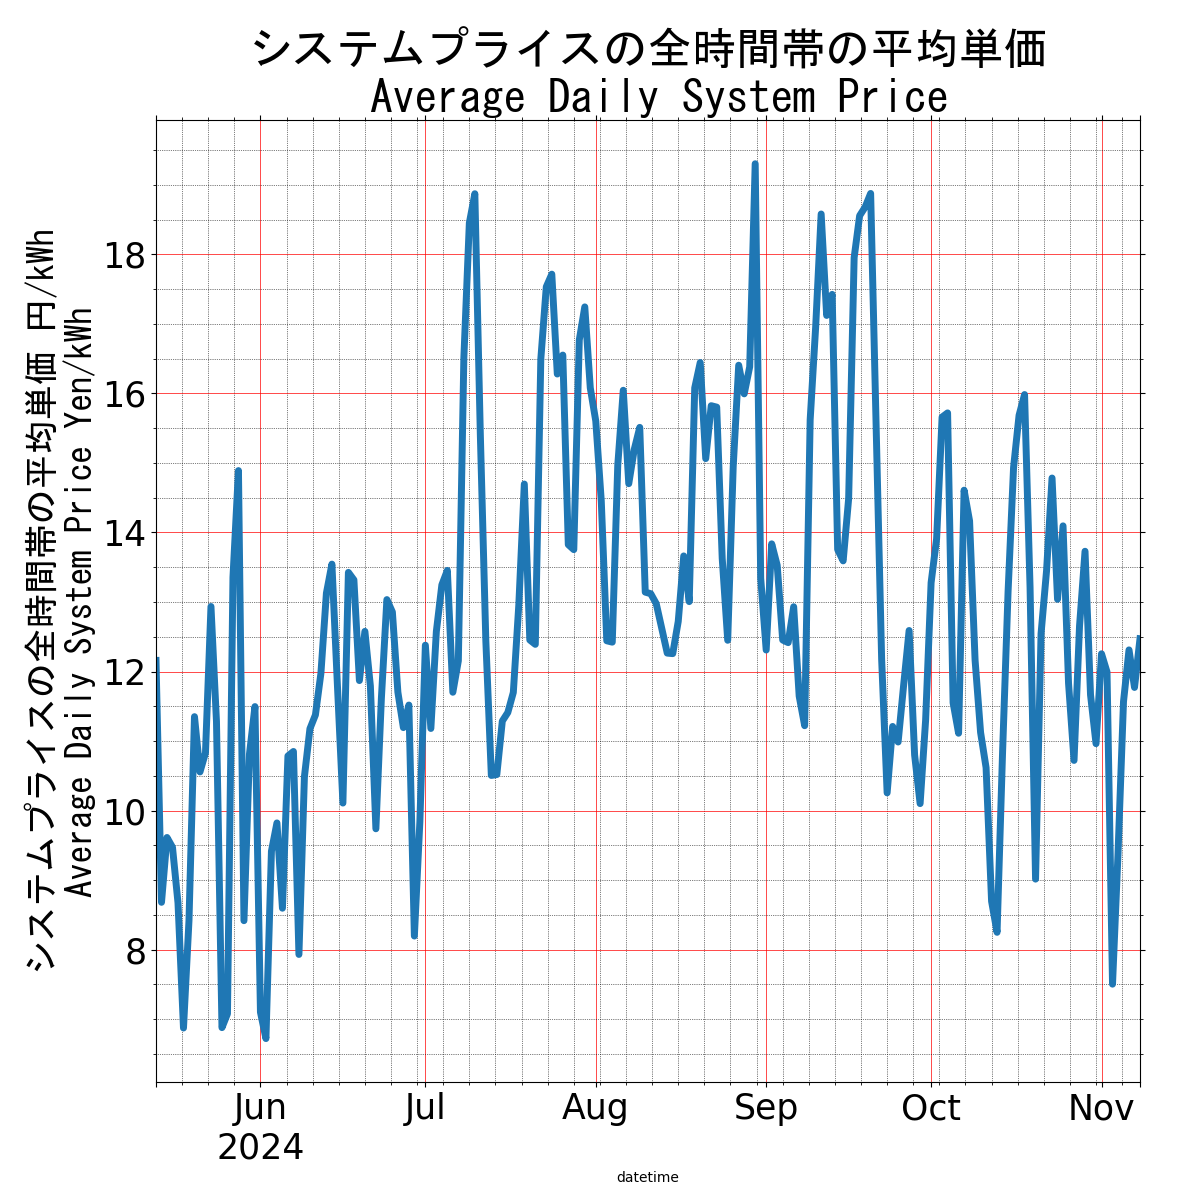 システムプライスの全時間帯の平均単価
Average Daily System Price
システムプライスの全時間帯の平均単価 円/kWh
Average Daily System Price Yen/kWh
18
16
14
12
10
8
Jun
2024
Jul
Aug
Sep
Oct
Nov
datetime